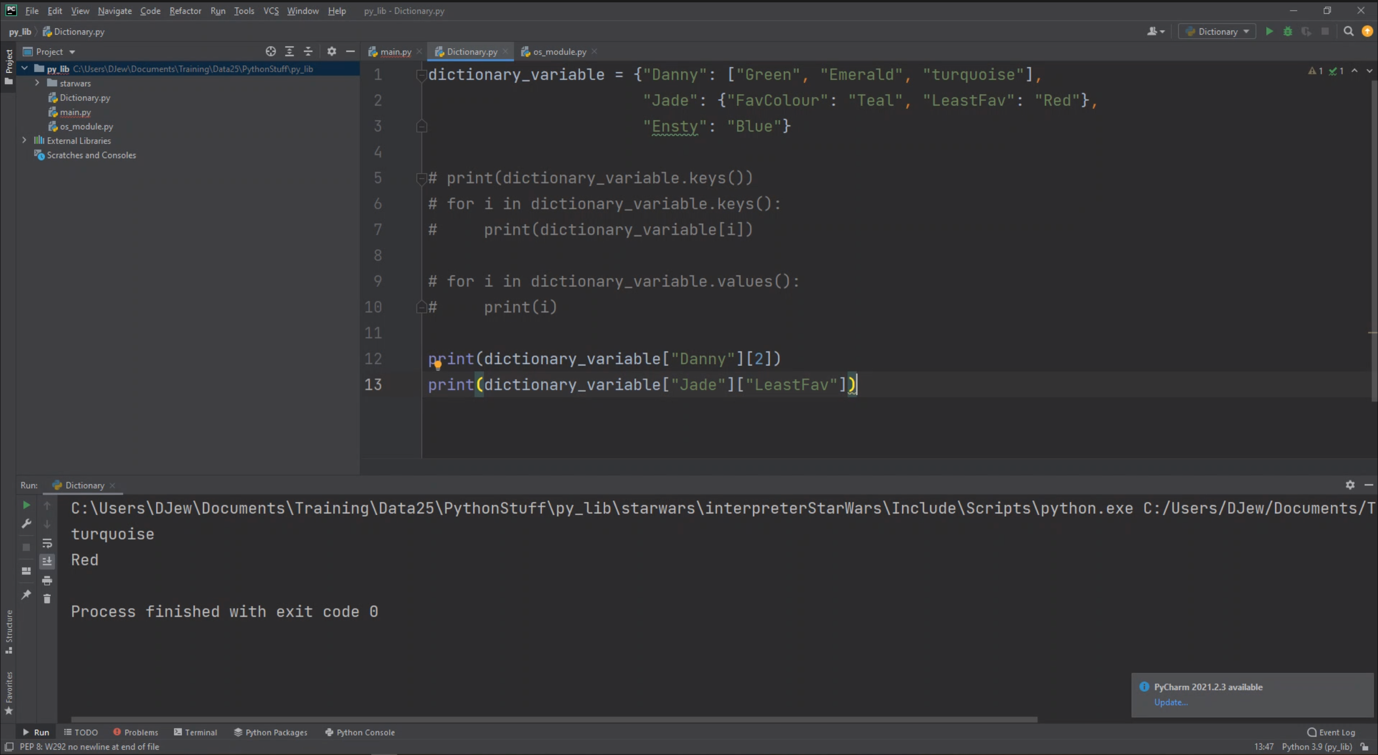 PC File Edit View Navigate Code Refactor Run Tools VCS Window Help py_lib - Dictionary.py
py_lib Dictionary.py Dictionary
Project main.py Dictionary.py os_module.py
Project
py_lib C:\Users\DJew\Documents\Training\Data25\PythonStuff\py_lib
starwars
Dictionary.py
main.py
os_module.py
External Libraries
Scratches and Consoles
1 dictionary_variable = {"Danny": ["Green", "Emerald", "turquoise"],
2 "Jade": {"FavColour": "Teal", "LeastFav": "Red"},
3 "Ensty": "Blue"}
4
5 # print(dictionary_variable.keys())
6 # for i in dictionary_variable.keys():
7 #     print(dictionary_variable[i])
8
9 # for i in dictionary_variable.values():
10 #     print(i)
11
12 print(dictionary_variable["Danny"][2])
13 print(dictionary_variable["Jade"]["LeastFav"])
1 1
Run: Dictionary
C:\Users\DJew\Documents\Training\Data25\PythonStuff\py_lib\starwars\interpreterStarWars\Include\Scripts\python.exe C:/Users/DJew/Documents/T
turquoise
Red
Process finished with exit code 0
Structure
Favorites
PyCharm 2021.2.3 available
Update...
Run TODO Problems Terminal Python Packages Python Console Event Log
PEP 8: W292 no newline at end of file 13:47 Python 3.9 (py_lib)